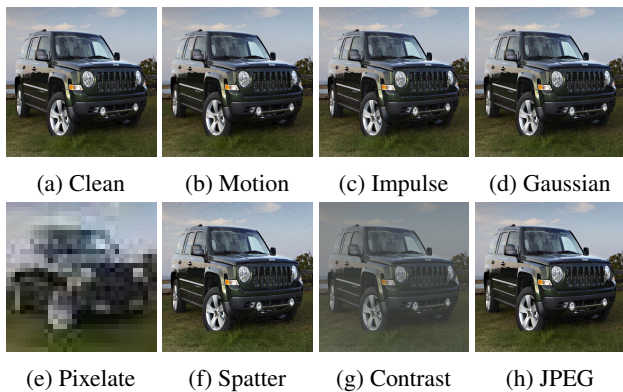 (a) Clean (b) Motion (c) Impulse (d) Gaussian
(e) Pixelate (f) Spatter (g) Contrast (h) JPEG